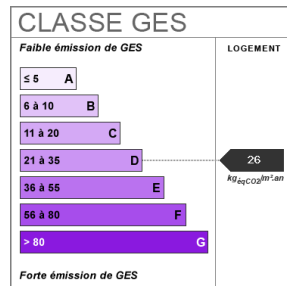 CLASSE GES
Faible émission de GES
LOGEMENT
≤ 5 A
6 à 10 B
11 à 20 C
21 à 35 D
26
kgéqCO2/m².an
36 à 55 E
56 à 80 F
> 80 G
Forte émission de GES